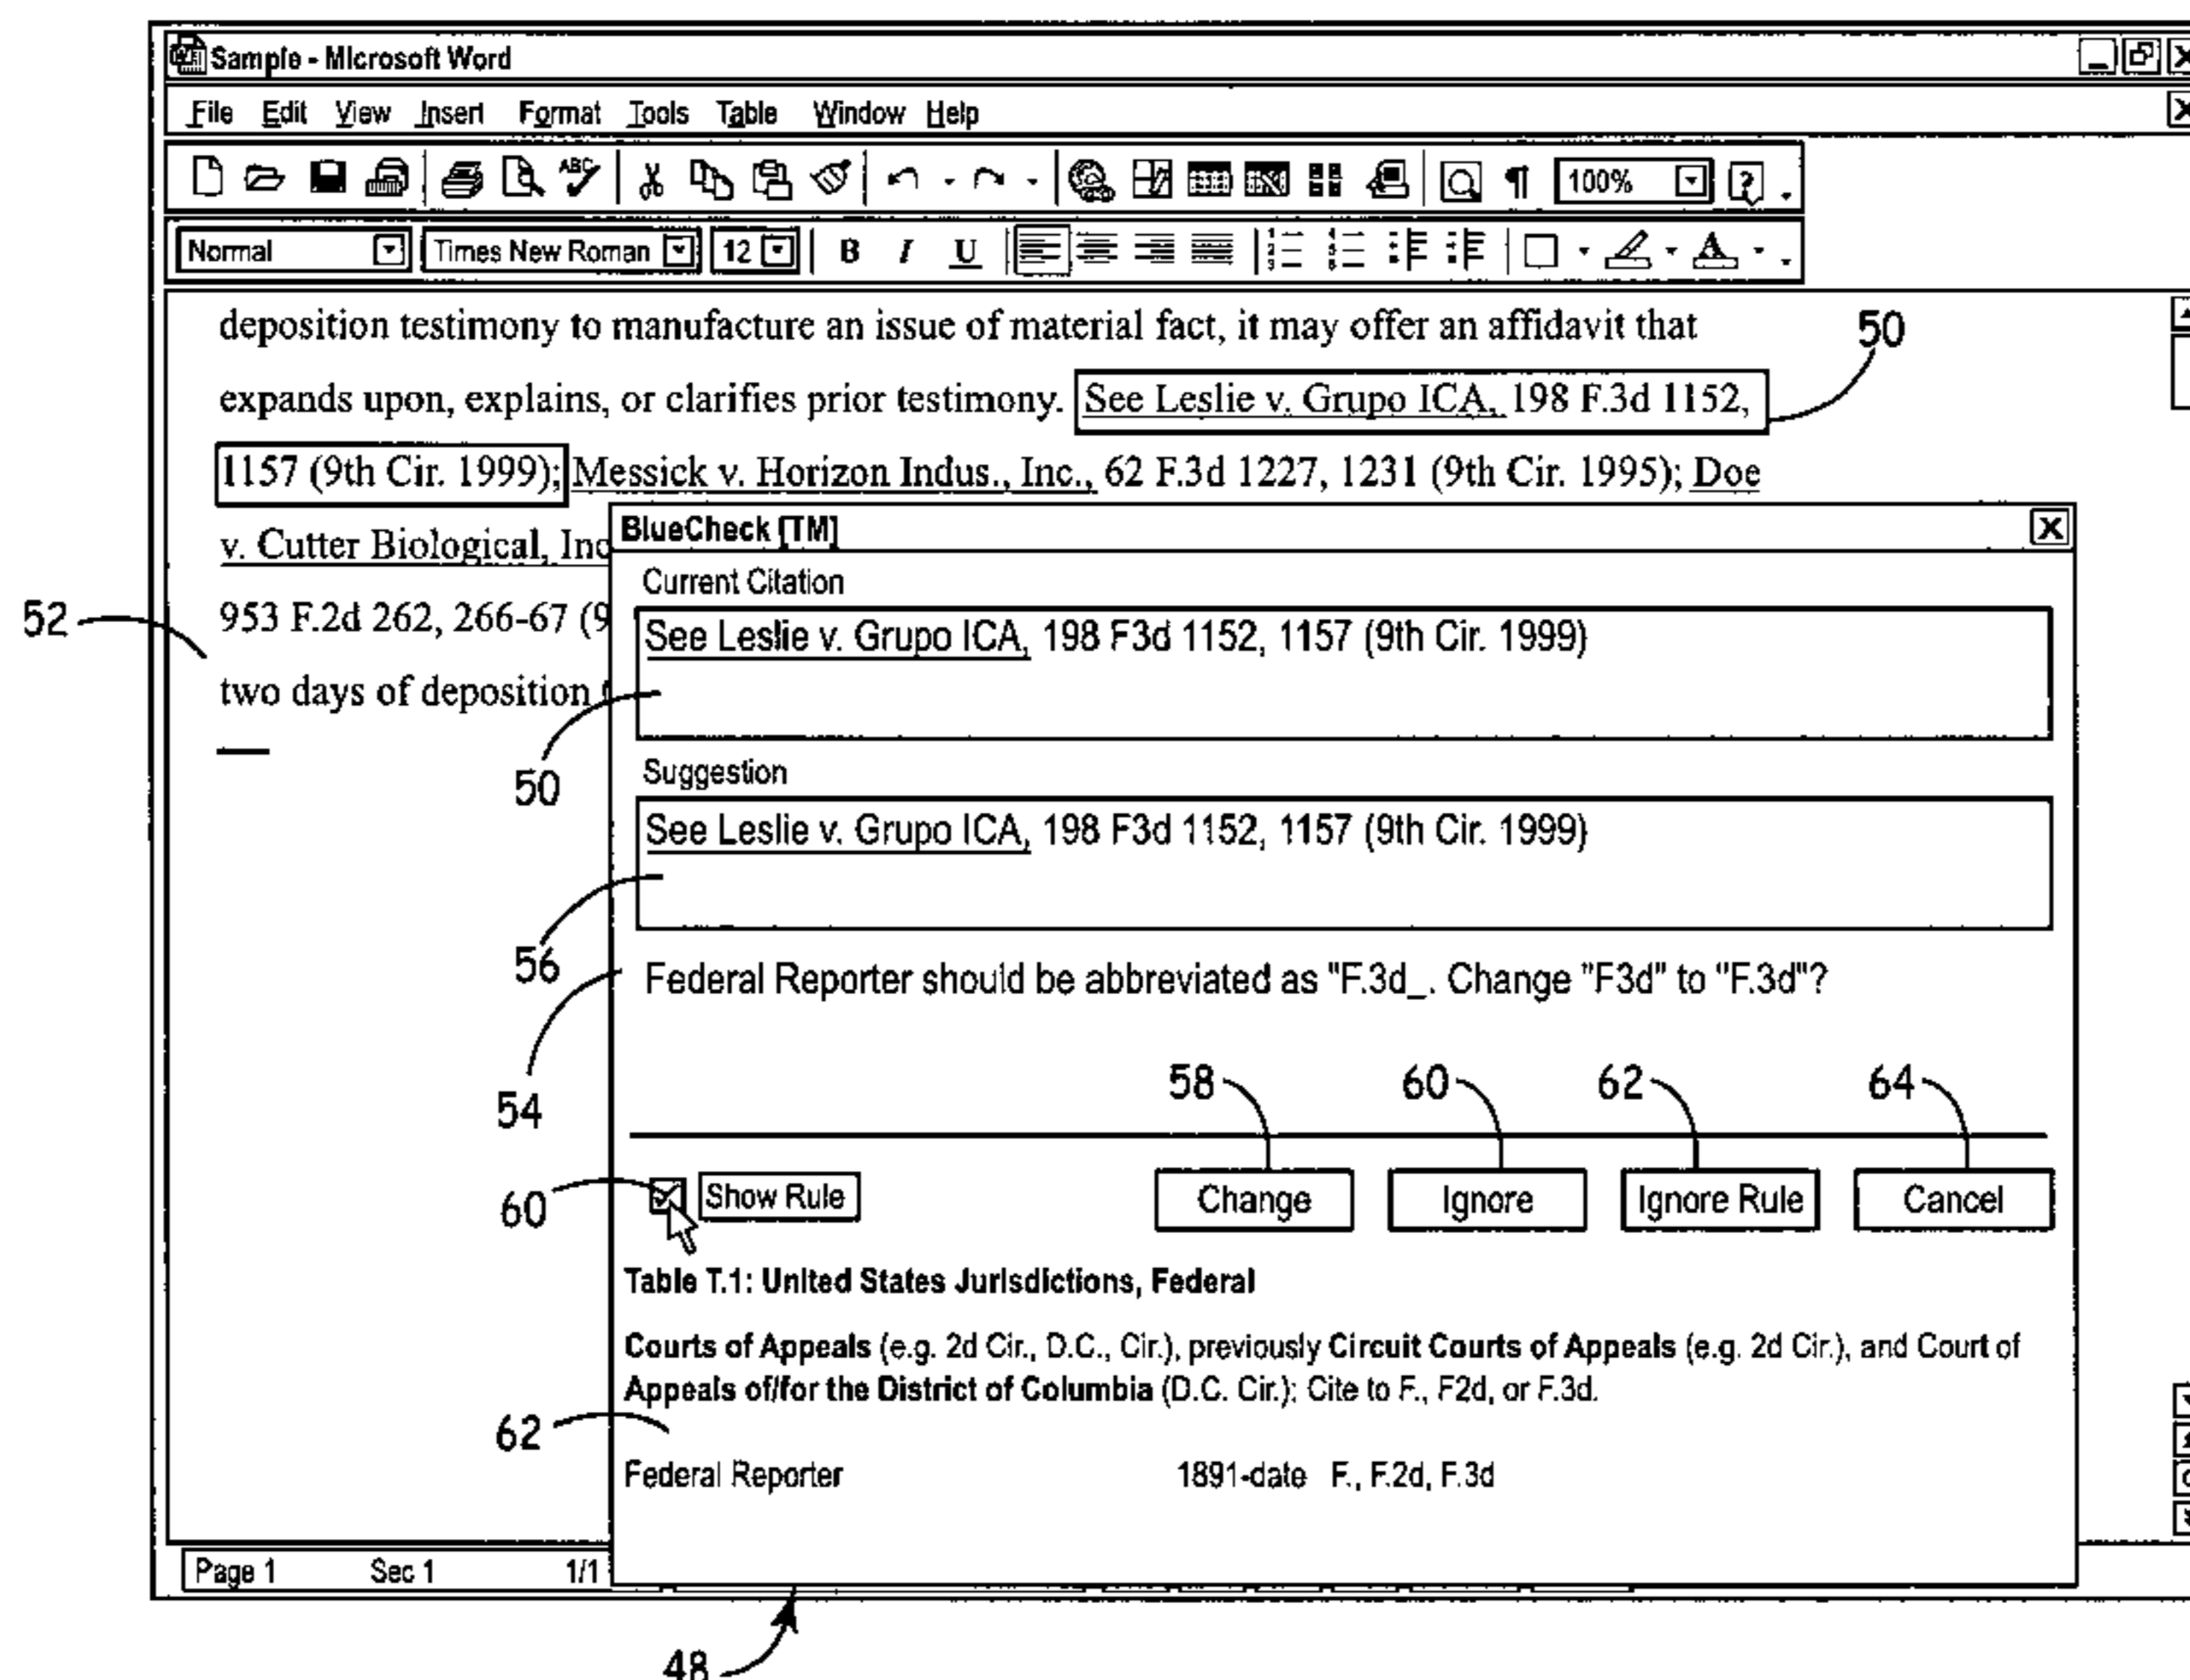 Sample - Microsoft Word
File Edit View Insert Format Tools Table Window Help
ABC 100%
Normal Times New Roman 12 B I U A
deposition testimony to manufacture an issue of material fact, it may offer an affidavit that
50
expands upon, explains, or clarifies prior testimony. See Leslie v. Grupo ICA, 198 F.3d 1152,
1157 (9th Cir. 1999); Messick v. Horizon Indus., Inc., 62 F.3d 1227, 1231 (9th Cir. 1995); Doe
v. Cutter Biological, Inc
953 F.2d 262, 266-67 (9
52
two days of deposition
BlueCheck [TM]
Current Citation
See Leslie v. Grupo ICA, 198 F3d 1152, 1157 (9th Cir. 1999)
50
Suggestion
See Leslie v. Grupo ICA, 198 F3d 1152, 1157 (9th Cir. 1999)
56
Federal Reporter should be abbreviated as "F.3d_. Change "F3d" to "F.3d"?
54
58 60 62 64
60
Show Rule Change Ignore Ignore Rule Cancel
Table T.1: United States Jurisdictions, Federal
Courts of Appeals (e.g. 2d Cir., D.C., Cir.), previously Circuit Courts of Appeals (e.g. 2d Cir.), and Court of
Appeals of/for the District of Columbia (D.C. Cir.); Cite to F., F2d, or F.3d.
62
Federal Reporter 1891-date F., F.2d, F.3d
Page 1 Sec 1 1/1
48